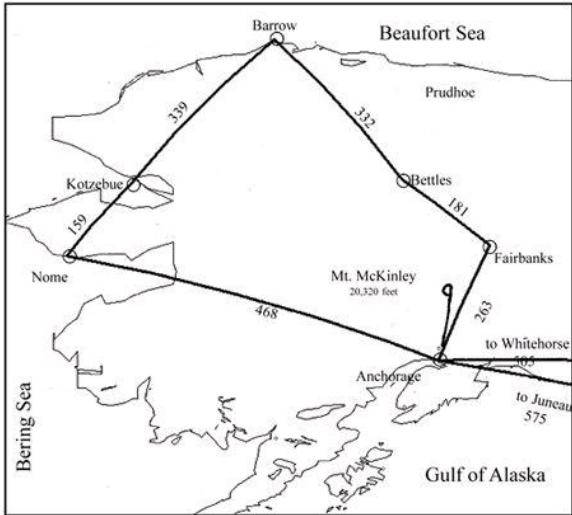 Barrow
Beaufort Sea
Prudhoe
339
332
Kotzebue
Bettles
159
181
Nome
Fairbanks
Mt. McKinley
20,320 feet
468
263
to Whitehorse
Anchorage
to Juneau
575
Bering Sea
Gulf of Alaska